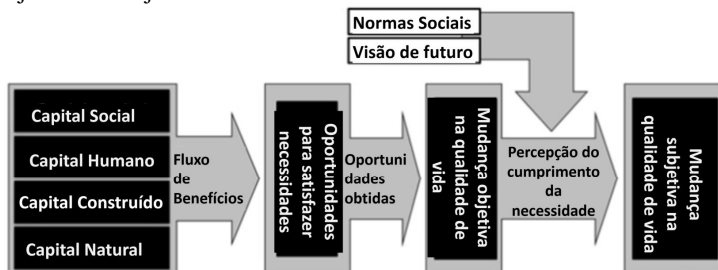 Normas Sociais
Visão de futuro
Capital Social
Capital Humano
Capital Construído
Capital Natural
Fluxo
de
Benefícios
Oportunidades
para satisfazer
necessidades
Oportuni
dades
obtidas
Mudança objetiva
na qualidade de
vida
Percepção do
cumprimento
da
necessidade
Mudança
subjetiva na
qualidade de vida